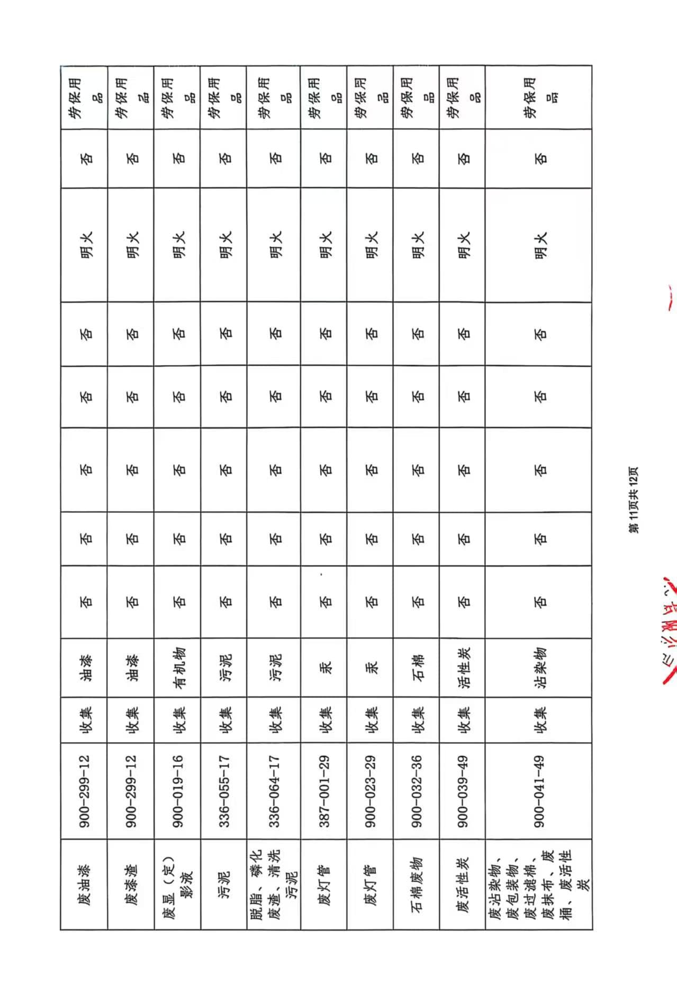 废油漆 900-299-12 收集 油漆 否 否 否 否 否 明火 否 劳保用
品
废漆渣 900-299-12 收集 油漆 否 否 否 否 否 明火 否 劳保用
品
废显（定）
影液 900-019-16 收集 有机物 否 否 否 否 否 明火 否 劳保用
品
污泥 336-055-17 收集 污泥 否 否 否 否 否 明火 否 劳保用
品
脱脂、磷化
废渣、清洗
污泥 336-064-17 收集 污泥 否 否 否 否 否 明火 否 劳保用
品
废灯管 387-001-29 收集 汞 否 否 否 否 否 明火 否 劳保用
品
废灯管 900-023-29 收集 汞 否 否 否 否 否 明火 否 劳保用
品
石棉废物 900-032-36 收集 石棉 否 否 否 否 否 明火 否 劳保用
品
废活性炭 900-039-49 收集 活性炭 否 否 否 否 否 明火 否 劳保用
品
废沾染物、
废包装物、
废过滤棉、
废抹布、废
桶、废活性
炭 900-041-49 收集 沾染物 否 否 否 否 否 明火 否 劳保用
品
第 11页共 12页